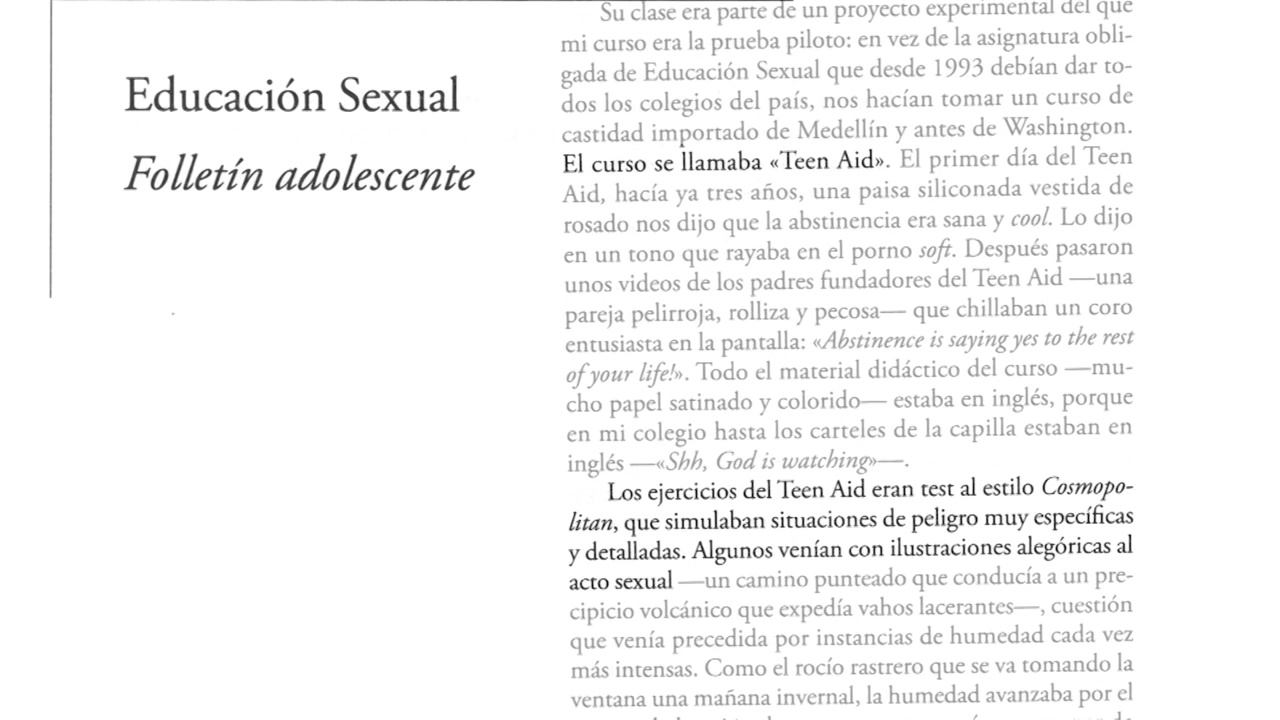 Educación Sexual
Folletín adolescente
Su clase era parte de un proyecto experimental del que
mi curso era la prueba piloto: en vez de la asignatura obli-
gada de Educación Sexual que desde 1993 debían dar to-
dos los colegios del país, nos hacían tomar un curso de
castidad importado de Medellín y antes de Washington.
El curso se llamaba «Teen Aid». El primer día del Teen
Aid, hacía ya tres años, una paisa siliconada vestida de
rosado nos dijo que la abstinencia era sana y cool. Lo dijo
en un tono que rayaba en el porno soft. Después pasaron
unos videos de los padres fundadores del Teen Aid —una
pareja pelirroja, rolliza y pecosa— que chillaban un coro
entusiasta en la pantalla: «Abstinence is saying yes to the rest
of your life!». Todo el material didáctico del curso —mu-
cho papel satinado y colorido— estaba en inglés, porque
en mi colegio hasta los carteles de la capilla estaban en
inglés —«Shh, God is watching»—.
Los ejercicios del Teen Aid eran test al estilo Cosmopo-
litan, que simulaban situaciones de peligro muy específicas
y detalladas. Algunos venían con ilustraciones alegóricas al
acto sexual —un camino punteado que conducía a un pre-
cipicio volcánico que expedía vahos lacerantes—, cuestión
que venía precedida por instancias de humedad cada vez
más intensas. Como el rocío rastrero que se va tomando la
ventana una mañana invernal, la humedad avanzaba por el